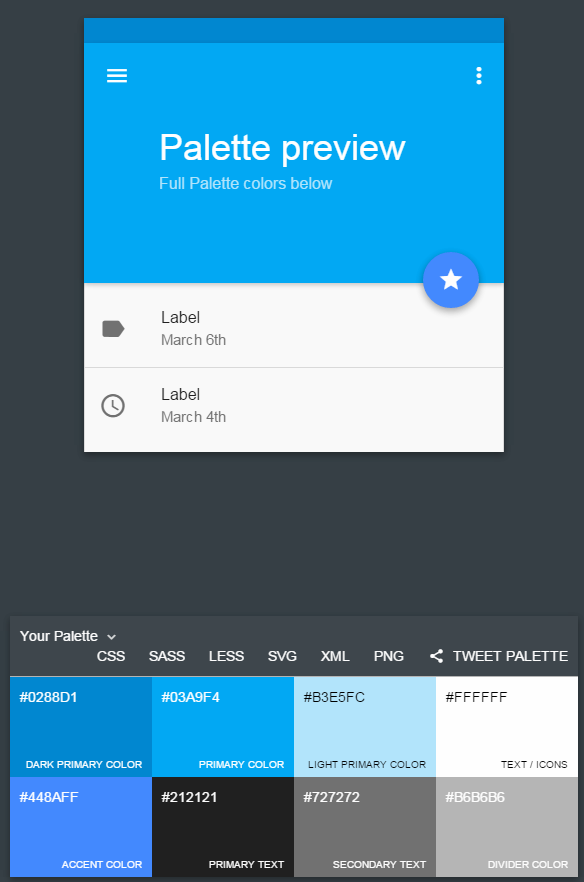 Palette preview
Full Palette colors below
Label
March 6th
Label
March 4th
Your Palette
CSS SASS LESS SVG XML PNG TWEET PALETTE
#0288D1 #03A9F4 #B3E5FC #FFFFFF
DARK PRIMARY COLOR PRIMARY COLOR LIGHT PRIMARY COLOR TEXT / ICONS
#448AFF #212121 #727272 #B6B6B6
ACCENT COLOR PRIMARY TEXT SECONDARY TEXT DIVIDER COLOR